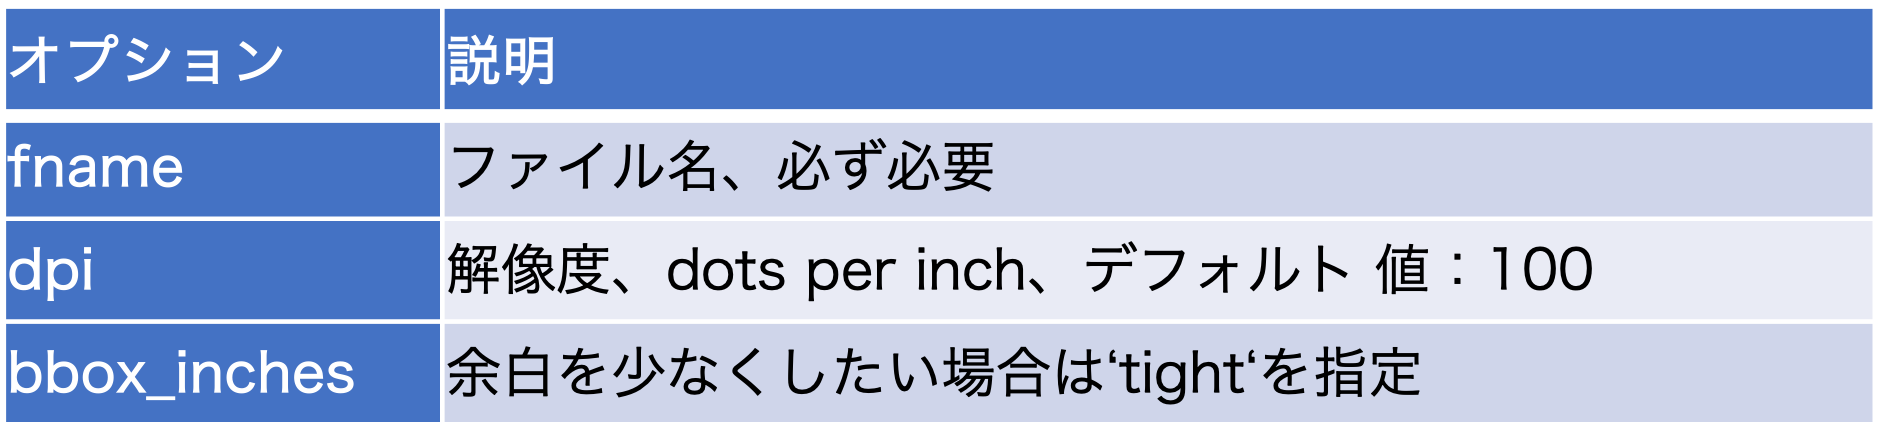 オプション 説明
fname ファイル名、必ず必要
dpi 解像度、dots per inch、デフォルト 値：100
bbox_inches 余白を少なくしたい場合は‘tight‘を指定